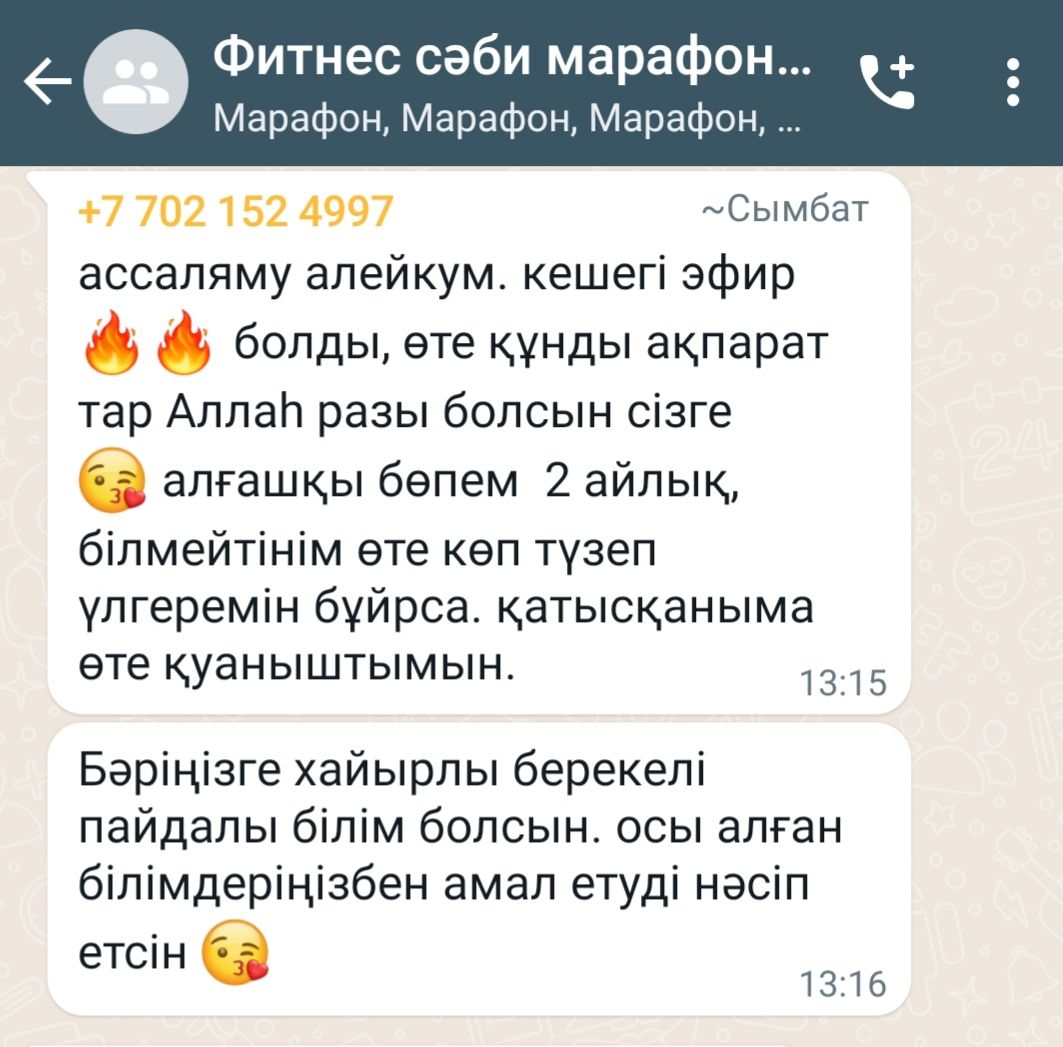 Фитнес сәби марафон...
Марафон, Марафон, Марафон, ...
+7 702 152 4997 ~Сымбат
ассаляму алейкум. кешегі эфир
🔥🔥 болды, өте құнды ақпарат
тар Аллаһ разы болсын сізге
😘 алғашқы бөпем 2 айлық,
білмейтінім өте көп түзеп
үлгеремін бұйрса. қатысқаныма
өте қуаныштымын.
13:15
Бәріңізге хайырлы берекелі
пайдалы білім болсын. осы алған
білімдеріңізбен амал етуді нәсіп
етсін 😘
13:16